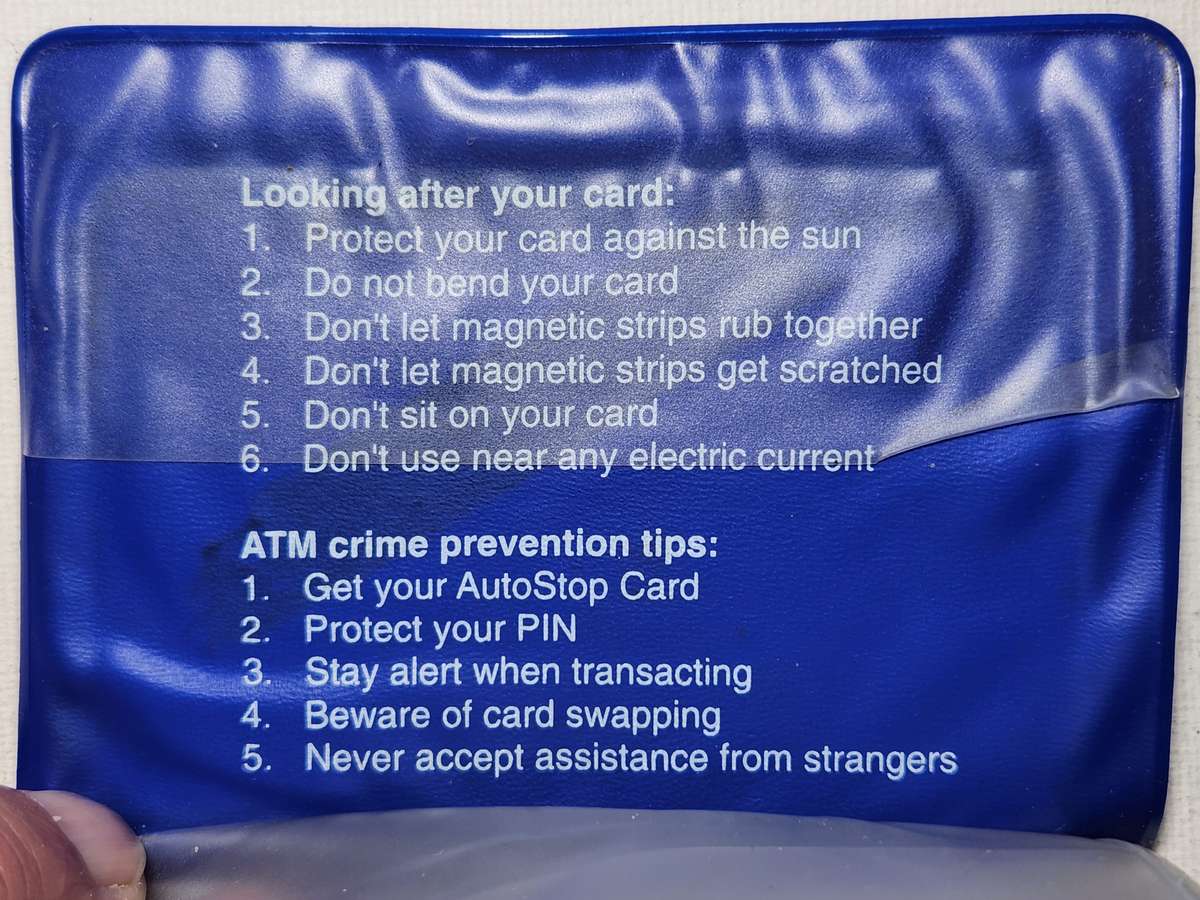 Looking after your card:
1. Protect your card against the sun
2. Do not bend your card
3. Don't let magnetic strips rub together
4. Don't let magnetic strips get scratched
5. Don't sit on your card
6. Don't use near any electric current
ATM crime prevention tips:
1. Get your AutoStop Card
2. Protect your PIN
3. Stay alert when transacting
4. Beware of card swapping
5. Never accept assistance from strangers